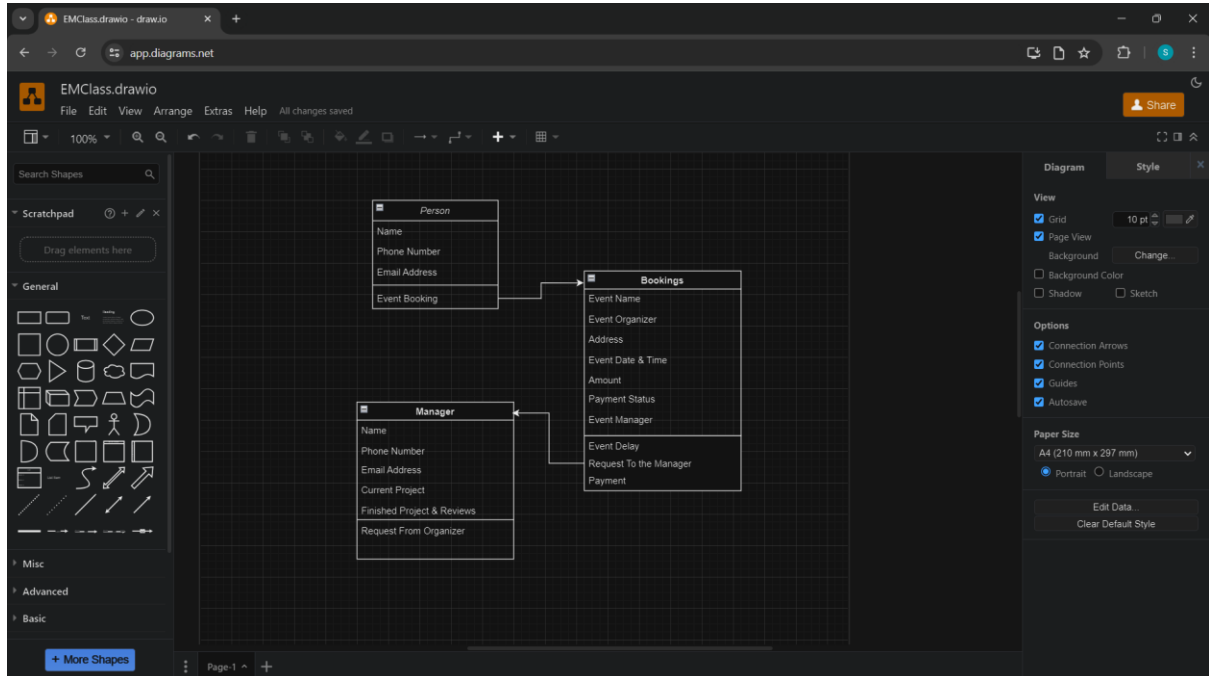 EMClass.drawio - draw.io
app.diagrams.net
S
EMClass.drawio
File Edit View Arrange Extras Help All changes saved
Share
100%
Search Shapes
Scratchpad
Drag elements here
General
Text
Heading
List Item
Misc
Advanced
Basic
+ More Shapes
Person
Name
Phone Number
Email Address
Event Booking
Bookings
Event Name
Event Organizer
Address
Event Date & Time
Amount
Payment Status
Event Manager
Event Delay
Request To the Manager
Payment
Manager
Name
Phone Number
Email Address
Current Project
Finished Project & Reviews
Request From Organizer
Page-1
Diagram Style
View
Grid 10 pt
Page View
Background Change...
Background Color
Shadow Sketch
Options
Connection Arrows
Connection Points
Guides
Autosave
Paper Size
A4 (210 mm x 297 mm)
Portrait Landscape
Edit Data...
Clear Default Style